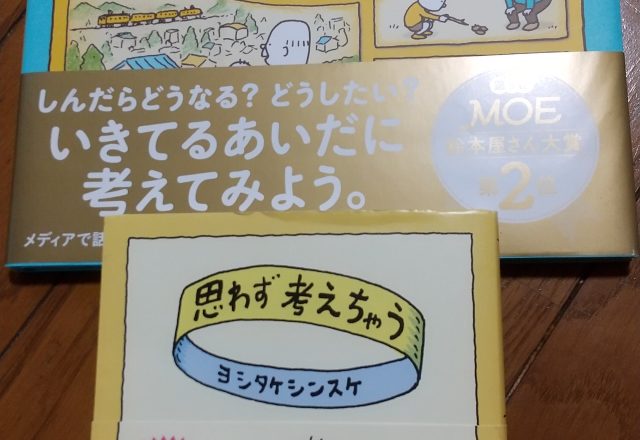 しんだらどうなる? どうしたい?
いきてるあいだに
考えてみよう。
メディアで話
MOE
絵本屋さん大賞
第2位
思わず考えちゃう
ヨシタケシンスケ